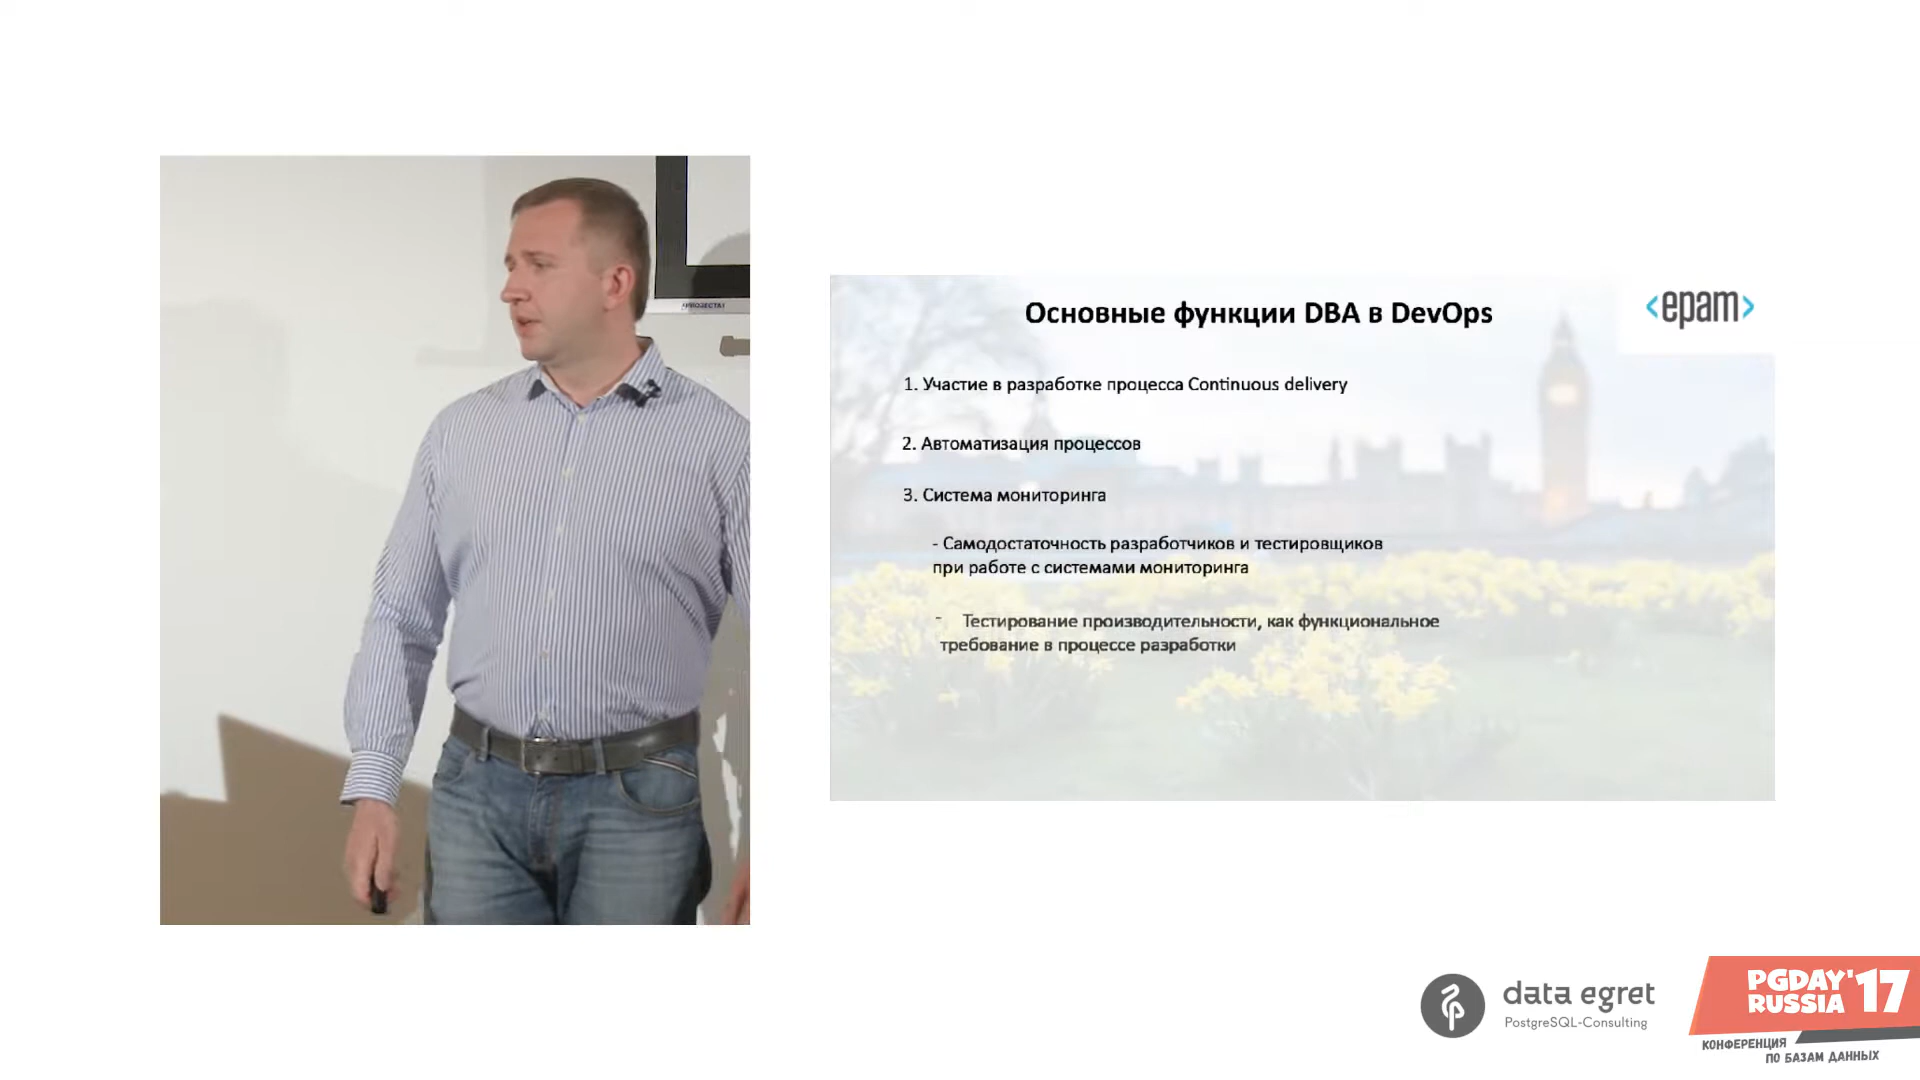 PROJECTA
Основные функции DBA в DevOps
<epam>
1. Участие в разработке процесса Continuous delivery
2. Автоматизация процессов
3. Система мониторинга
- Самодостаточность разработчиков и тестировщиков
при работе с системами мониторинга
- Тестирование производительности, как функциональное
требование в процессе разработки
data egret
PostgreSQL-Consulting
PGDAY'17
RUSSIA
КОНФЕРЕНЦИЯ
ПО БАЗАМ ДАННЫХ